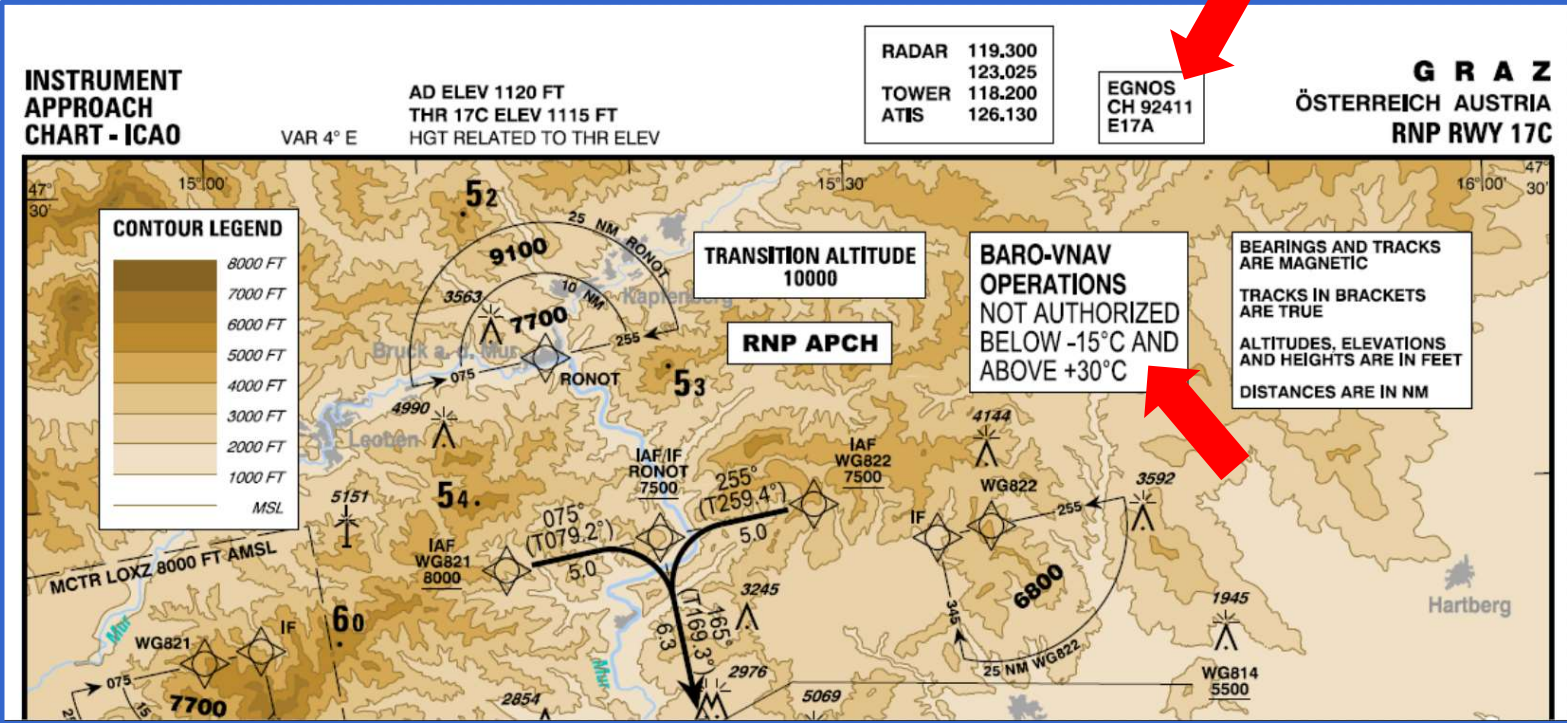 INSTRUMENT
APPROACH
CHART - ICAO
VAR 4° E
AD ELEV 1120 FT
THR 17C ELEV 1115 FT
HGT RELATED TO THR ELEV
RADAR 119.300
123.025
TOWER 118.200
ATIS 126.130
EGNOS
CH 92411
E17A
G R A Z
ÖSTERREICH AUSTRIA
RNP RWY 17C
47°
30'
15°00'
15°30'
16°00'
47°
30'
CONTOUR LEGEND
8000 FT
7000 FT
6000 FT
5000 FT
4000 FT
3000 FT
2000 FT
1000 FT
MSL
52
25 NM RONOT
9100
10 NM
3563
7700
Kapfenberg
Bruck a. d. Mur
255
075
RONOT
53
TRANSITION ALTITUDE
10000
RNP APCH
BARO-VNAV
OPERATIONS
NOT AUTHORIZED
BELOW -15°C AND
ABOVE +30°C
BEARINGS AND TRACKS
ARE MAGNETIC
TRACKS IN BRACKETS
ARE TRUE
ALTITUDES, ELEVATIONS
AND HEIGHTS ARE IN FEET
DISTANCES ARE IN NM
4990
Leoben
5151
54
IAF/IF
RONOT
7500
255°
(T259.4°)
5.0
IAF
WG822
7500
4144
WG822
IF
255
3592
075°
(T079.2°)
5.0
IAF
WG821
8000
MCTR LOXZ 8000 FT AMSL
Mur
60
WG821
IF
075
7700
15
25
165°
(T169.3°)
6.3
3245
2976
2854
Mur
5069
6800
345
25 NM WG822
1945
WG814
5500
Hartberg